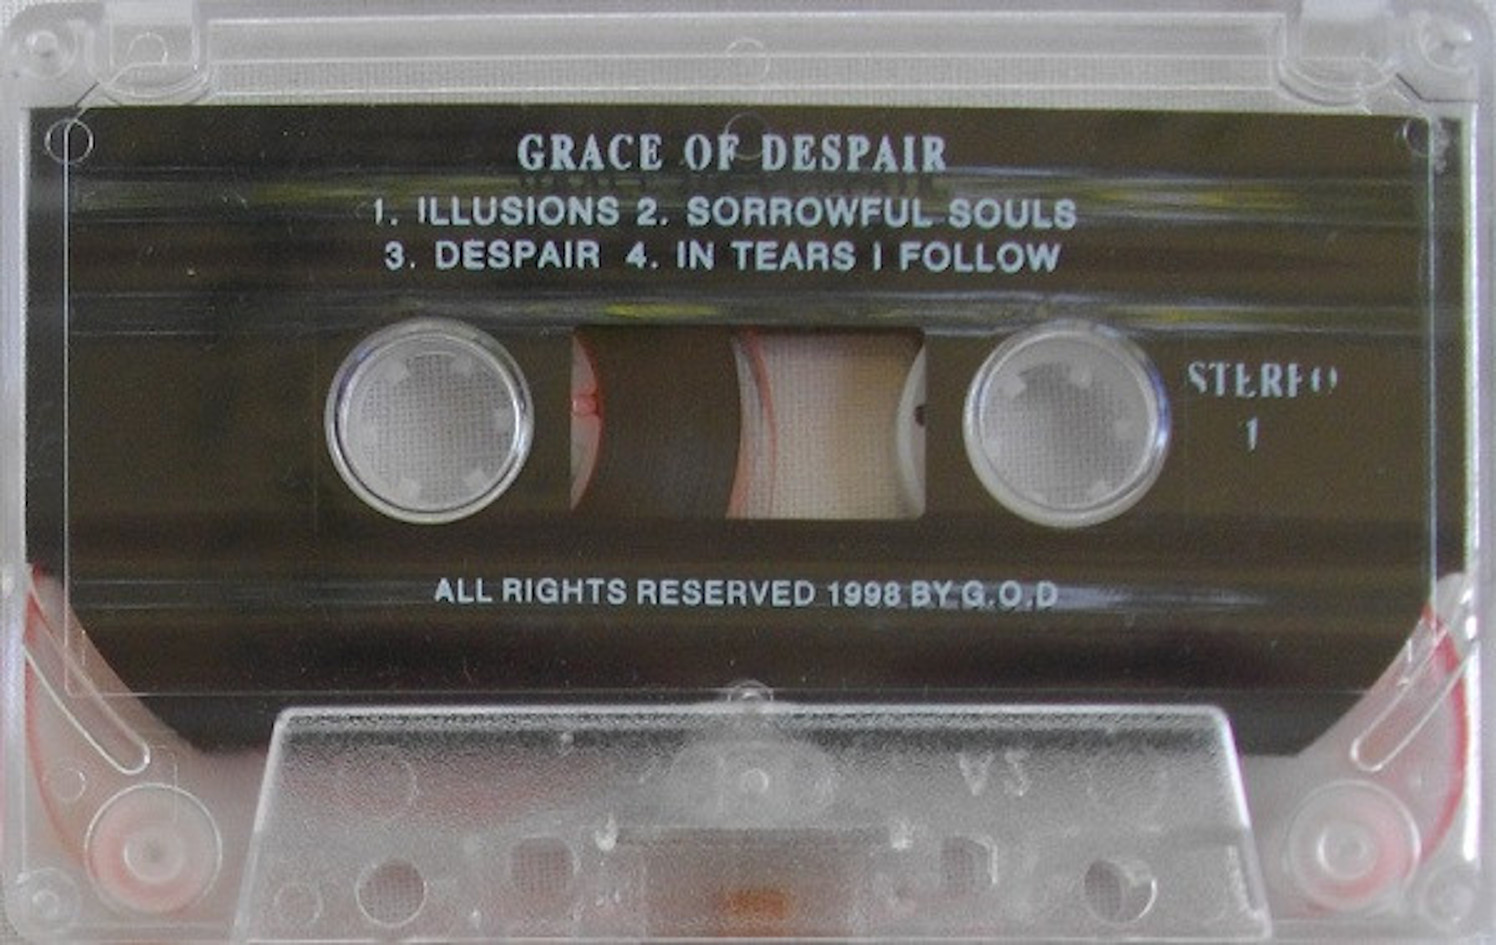 GRACE OF DESPAIR
1. ILLUSIONS 2. SORROWFUL SOULS
3. DESPAIR 4. IN TEARS I FOLLOW
STEREO
1
ALL RIGHTS RESERVED 1998 BY G.O.D